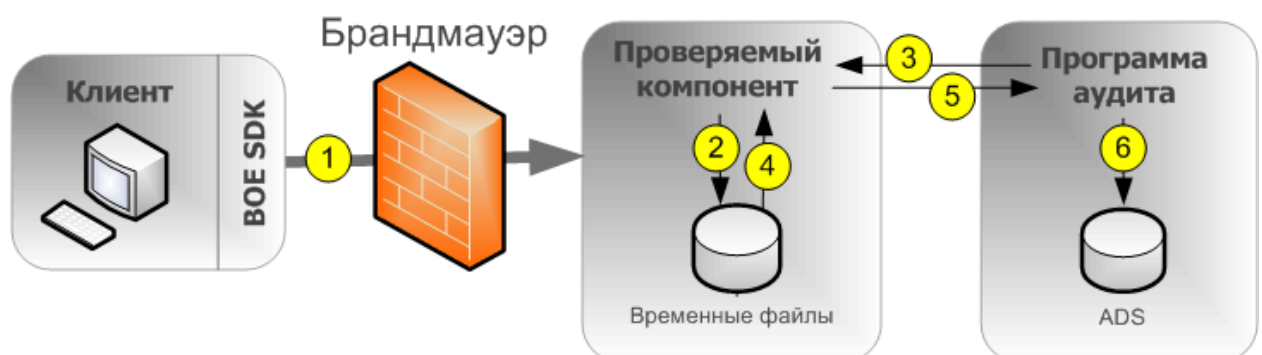 Брандмауэр
Клиент
BOE SDK
1
Проверяемый
компонент
2
4
Временные файлы
3
5
Программа
аудита
6
ADS